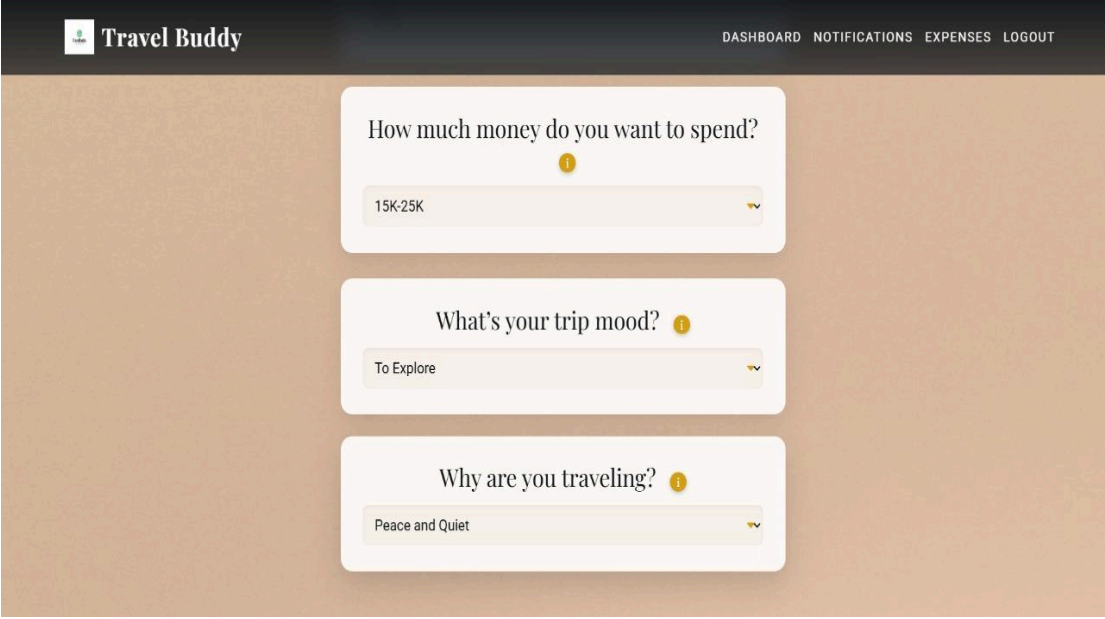 Travel Buddy
DASHBOARD NOTIFICATIONS EXPENSES LOGOUT
How much money do you want to spend?
i
15K-25K
What's your trip mood? i
To Explore
Why are you traveling? i
Peace and Quiet